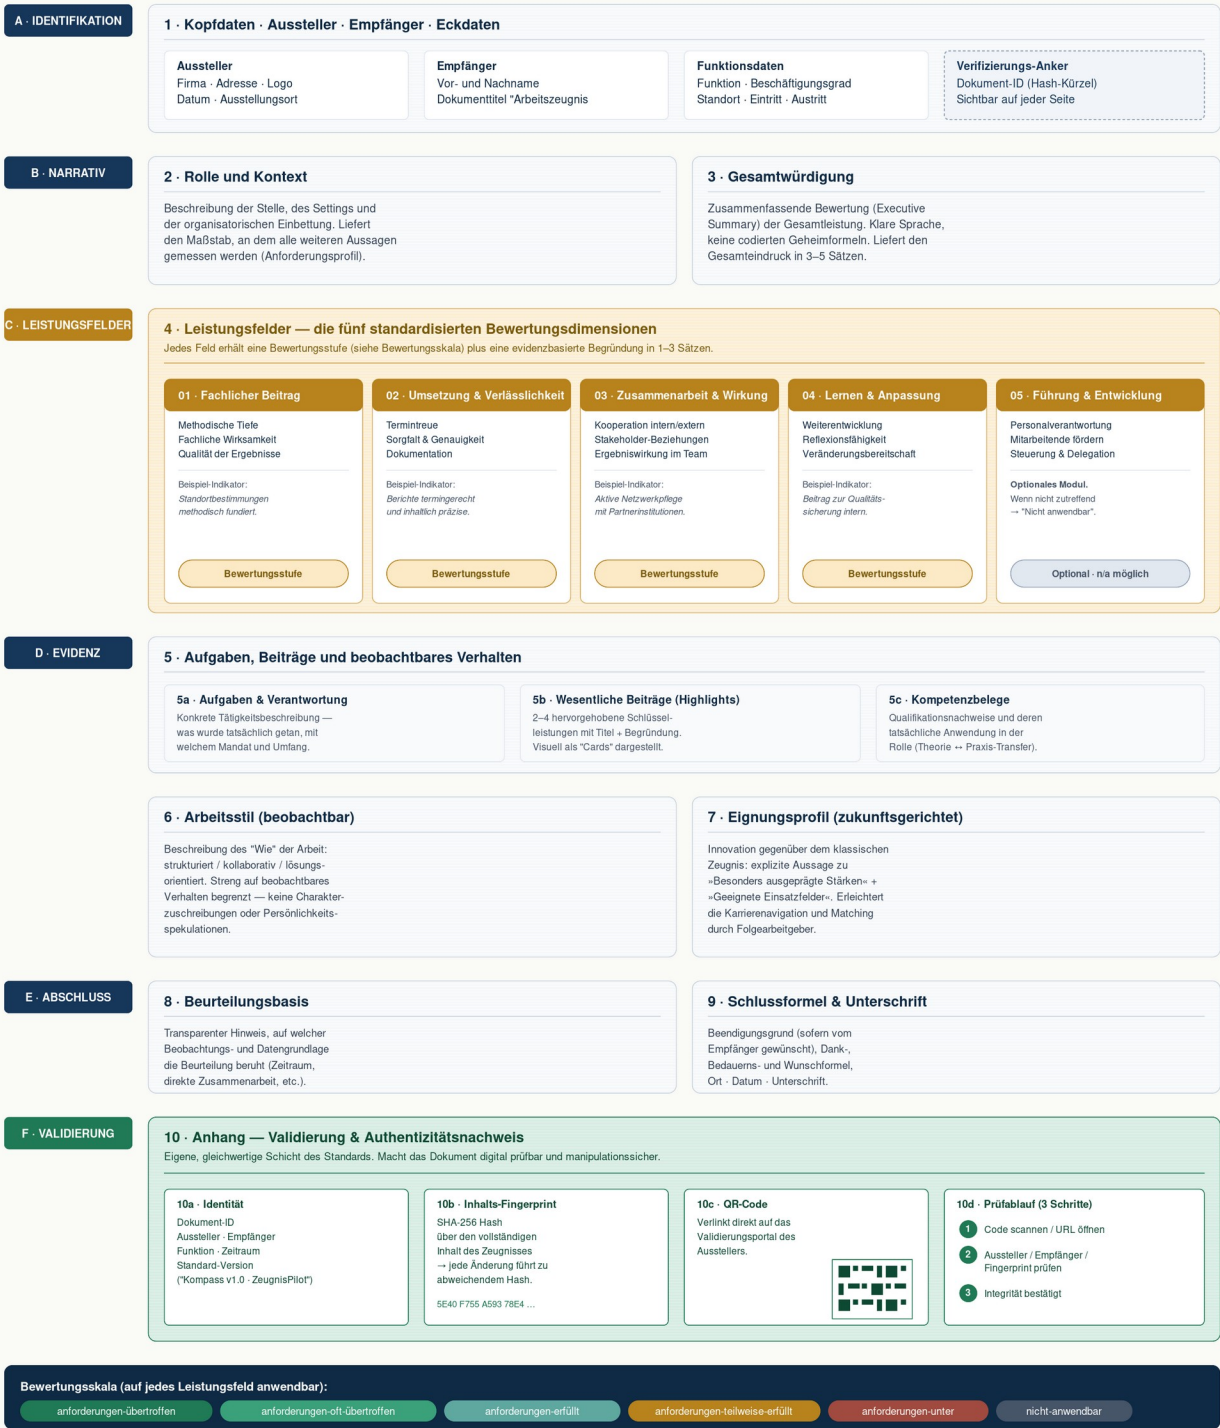 A · IDENTIFIKATION
1 · Kopfdaten · Aussteller · Empfänger · Eckdaten
Aussteller
Firma · Adresse · Logo
Datum · Ausstellungsort
Empfänger
Vor- und Nachname
Dokumenttitel "Arbeitszeugnis
Funktionsdaten
Funktion · Beschäftigungsgrad
Standort · Eintritt · Austritt
Verifizierungs-Anker
Dokument-ID (Hash-Kürzel)
Sichtbar auf jeder Seite
B · NARRATIV
2 · Rolle und Kontext
Beschreibung der Stelle, des Settings und
der organisatorischen Einbettung. Liefert
den Maßstab, an dem alle weiteren Aussagen
gemessen werden (Anforderungsprofil).
3 · Gesamtwürdigung
Zusammenfassende Bewertung (Executive
Summary) der Gesamtleistung. Klare Sprache,
keine codierten Geheimformeln. Liefert den
Gesamteindruck in 3–5 Sätzen.
C · LEISTUNGSFELDER
4 · Leistungsfelder — die fünf standardisierten Bewertungsdimensionen
Jedes Feld erhält eine Bewertungsstufe (siehe Bewertungsskala) plus eine evidenzbasierte Begründung in 1–3 Sätzen.
01 · Fachlicher Beitrag
Methodische Tiefe
Fachliche Wirksamkeit
Qualität der Ergebnisse
Beispiel-Indikator:
Standortbestimmungen
methodisch fundiert.
Bewertungsstufe
02 · Umsetzung & Verlässlichkeit
Termintreue
Sorgfalt & Genauigkeit
Dokumentation
Beispiel-Indikator:
Berichte termingerecht
und inhaltlich präzise.
Bewertungsstufe
03 · Zusammenarbeit & Wirkung
Kooperation intern/extern
Stakeholder-Beziehungen
Ergebniswirkung im Team
Beispiel-Indikator:
Aktive Netzwerkpflege
mit Partnerinstitutionen.
Bewertungsstufe
04 · Lernen & Anpassung
Weiterentwicklung
Reflexionsfähigkeit
Veränderungsbereitschaft
Beispiel-Indikator:
Beitrag zur Qualitäts-
sicherung intern.
Bewertungsstufe
05 · Führung & Entwicklung
Personalverantwortung
Mitarbeitende fördern
Steuerung & Delegation
Optionales Modul.
Wenn nicht zutreffend
→ "Nicht anwendbar".
Optional · n/a möglich
D · EVIDENZ
5 · Aufgaben, Beiträge und beobachtbares Verhalten
5a · Aufgaben & Verantwortung
Konkrete Tätigkeitsbeschreibung —
was wurde tatsächlich getan, mit
welchem Mandat und Umfang.
5b · Wesentliche Beiträge (Highlights)
2–4 hervorgehobene Schlüssel-
leistungen mit Titel + Begründung.
Visuell als "Cards" dargestellt.
5c · Kompetenzbelege
Qualifikationsnachweise und deren
tatsächliche Anwendung in der
Rolle (Theorie ↔ Praxis-Transfer).
6 · Arbeitsstil (beobachtbar)
Beschreibung des "Wie" der Arbeit:
strukturiert / kollaborativ / lösungs-
orientiert. Streng auf beobachtbares
Verhalten begrenzt — keine Charakter-
zuschreibungen oder Persönlichkeits-
spekulationen.
7 · Eignungsprofil (zukunftsgerichtet)
Innovation gegenüber dem klassischen
Zeugnis: explizite Aussage zu
»Besonders ausgeprägte Stärken« +
»Geeignete Einsatzfelder«. Erleichtert
die Karrierenavigation und Matching
durch Folgearbeitgeber.
E · ABSCHLUSS
8 · Beurteilungsbasis
Transparenter Hinweis, auf welcher
Beobachtungs- und Datengrundlage
die Beurteilung beruht (Zeitraum,
direkte Zusammenarbeit, etc.).
9 · Schlussformel & Unterschrift
Beendigungsgrund (sofern vom
Empfänger gewünscht), Dank-,
Bedauerns- und Wunschformel,
Ort · Datum · Unterschrift.
F · VALIDIERUNG
10 · Anhang — Validierung & Authentizitätsnachweis
Eigene, gleichwertige Schicht des Standards. Macht das Dokument digital prüfbar und manipulationssicher.
10a · Identität
Dokument-ID
Aussteller · Empfänger
Funktion · Zeitraum
Standard-Version
("Kompass v1.0 · ZeugnisPilot")
10b · Inhalts-Fingerprint
SHA-256 Hash
über den vollständigen
Inhalt des Zeugnisses
→ jede Änderung führt zu
abweichendem Hash.
5E40 F755 A593 78E4 ...
10c · QR-Code
Verlinkt direkt auf das
Validierungsportal des
Ausstellers.
10d · Prüfablauf (3 Schritte)
1 Code scannen / URL öffnen
2 Aussteller / Empfänger /
Fingerprint prüfen
3 Integrität bestätigt
Bewertungsskala (auf jedes Leistungsfeld anwendbar):
anforderungen-übertroffen
anforderungen-oft-übertroffen
anforderungen-erfüllt
anforderungen-teilweise-erfüllt
anforderungen-unter
nicht-anwendbar